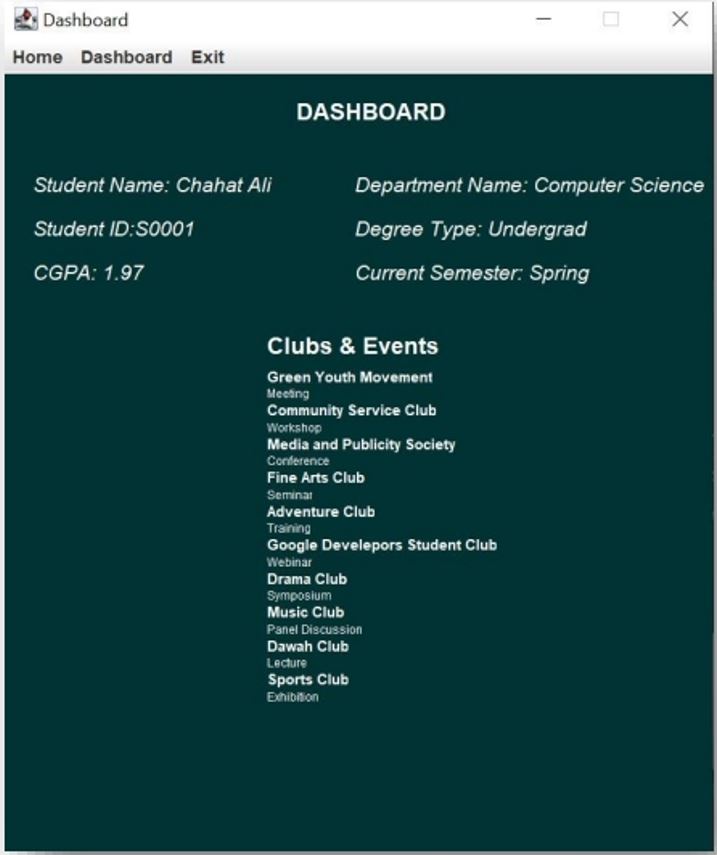 Dashboard
Home Dashboard Exit
DASHBOARD
Student Name: Chahat Ali
Department Name: Computer Science
Student ID:S0001
Degree Type: Undergrad
CGPA: 1.97
Current Semester: Spring
Clubs & Events
Green Youth Movement
Meeting
Community Service Club
Workshop
Media and Publicity Society
Conference
Fine Arts Club
Seminar
Adventure Club
Training
Google Develepors Student Club
Webinar
Drama Club
Symposium
Music Club
Panel Discussion
Dawah Club
Lecture
Sports Club
Exhibition